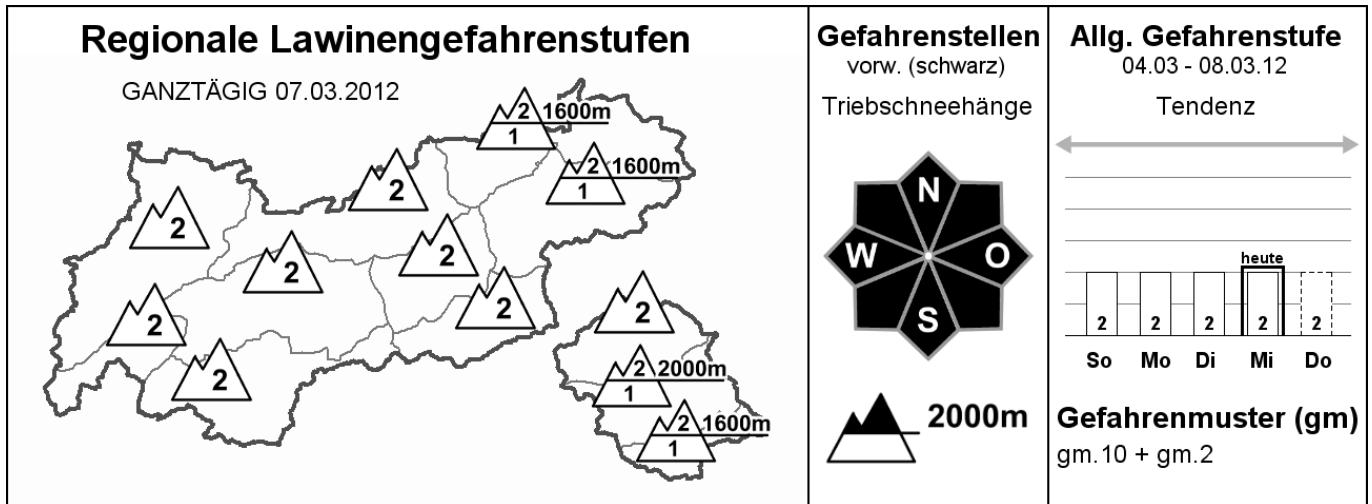 Regionale Lawinengefahrenstufen
GANZTÄGIG 07.03.2012
2 1600m
1
2 1600m
1
2
2
2
2
2
2
2
2
2 2000m
1
2 1600m
1
Gefahrenstellen
vorw. (schwarz)
Triebschneehänge
N
W O
S
2000m
Allg. Gefahrenstufe
04.03 - 08.03.12
Tendenz
heute
2 2 2 2 2
So Mo Di Mi Do
Gefahrenmuster (gm)
gm.10 + gm.2